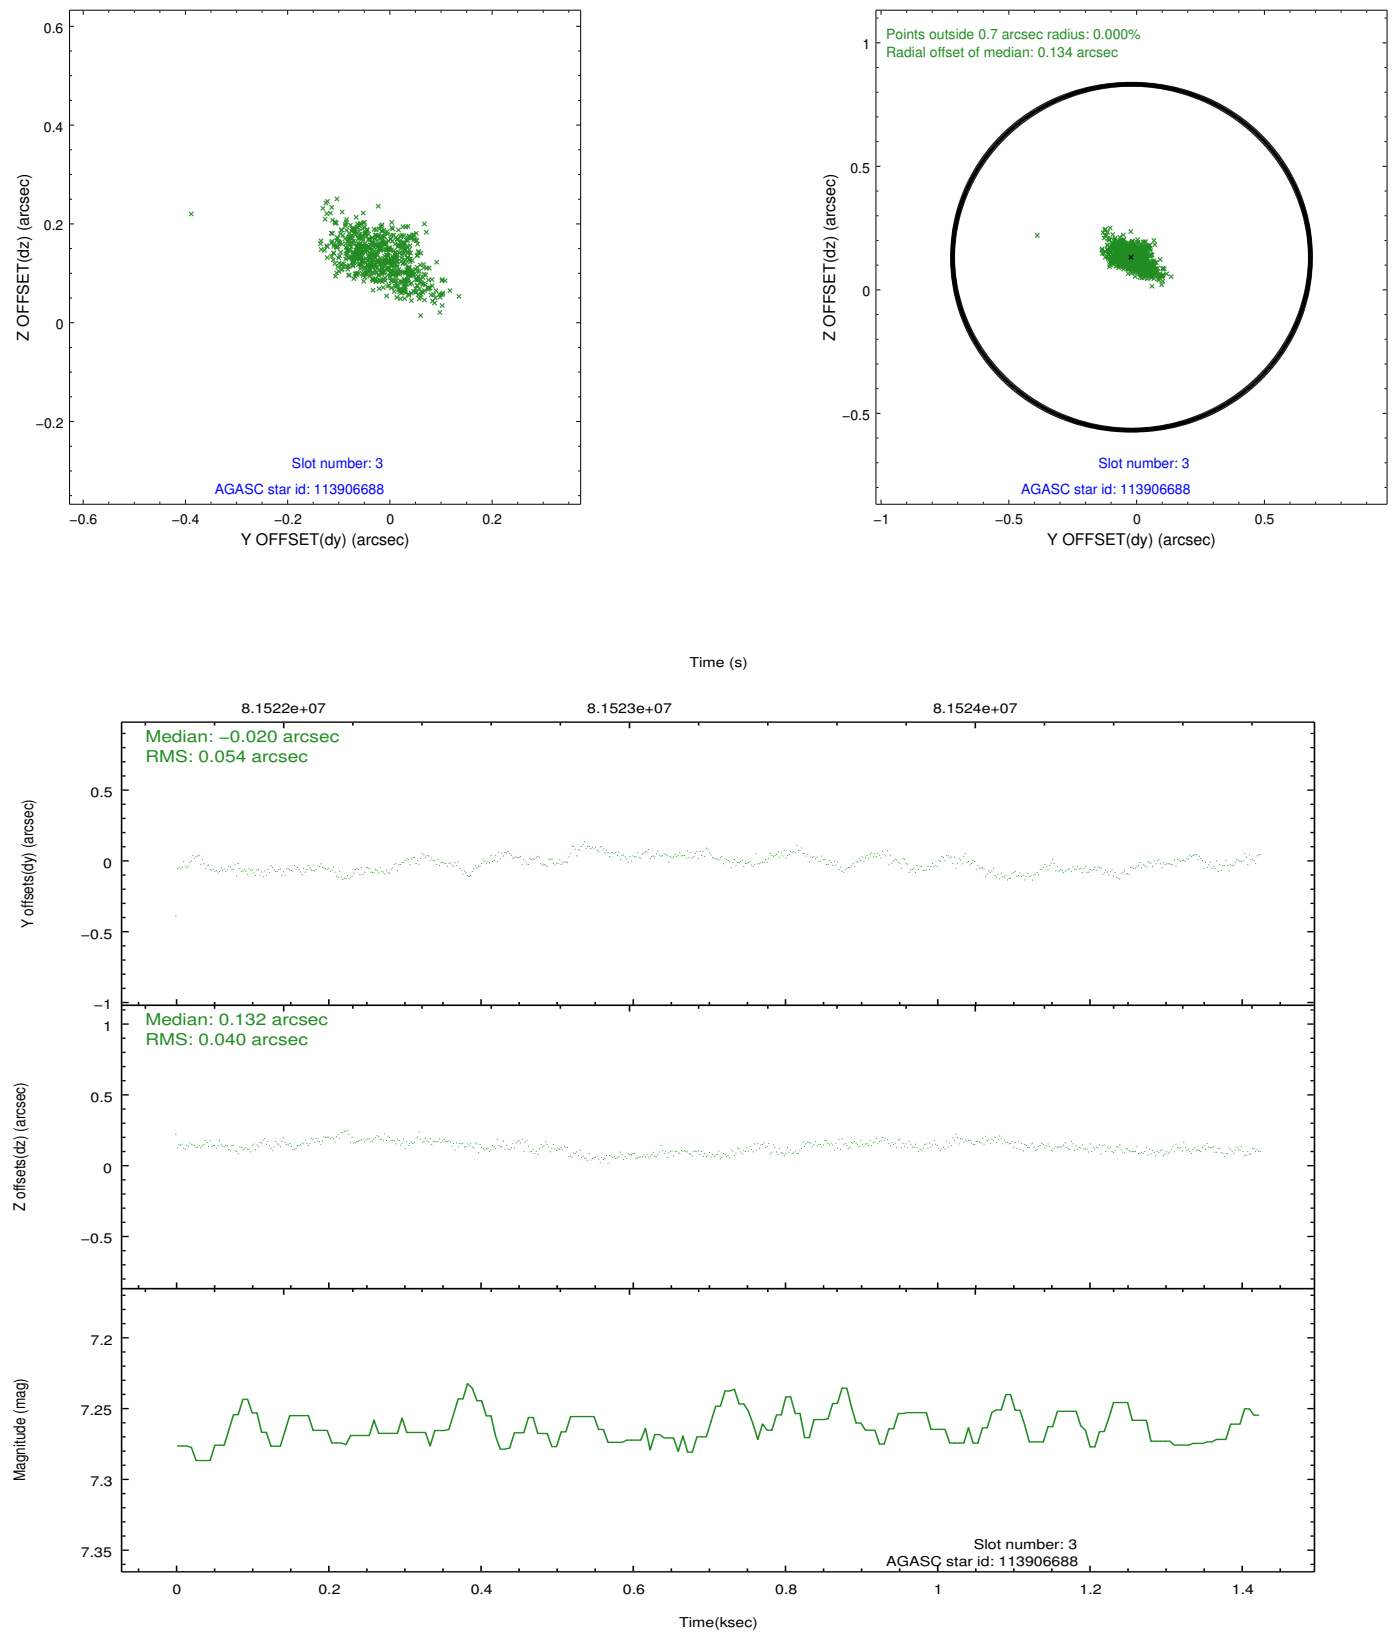 0.6
0.4
0.2
0
−0.2
Z OFFSET(dz) (arcsec)
Slot number: 3
AGASC star id: 113906688
−0.6
−0.4
−0.2
0
0.2
Y OFFSET(dy) (arcsec)
Points outside 0.7 arcsec radius: 0.000%
Radial offset of median: 0.134 arcsec
1
0.5
0
−0.5
Z OFFSET(dz) (arcsec)
Slot number: 3
AGASC star id: 113906688
−1
−0.5
0
0.5
Y OFFSET(dy) (arcsec)
Time (s)
8.1522e+07
8.1523e+07
8.1524e+07
Median: −0.020 arcsec
RMS: 0.054 arcsec
0.5
0
−0.5
−1
Y offsets(dy) (arcsec)
Median: 0.132 arcsec
RMS: 0.040 arcsec
1
0.5
0
−0.5
Z offsets(dz) (arcsec)
7.2
7.25
7.3
7.35
Magnitude (mag)
Slot number: 3
AGASC star id: 113906688
0
0.2
0.4
0.6
0.8
1
1.2
1.4
Time(ksec)